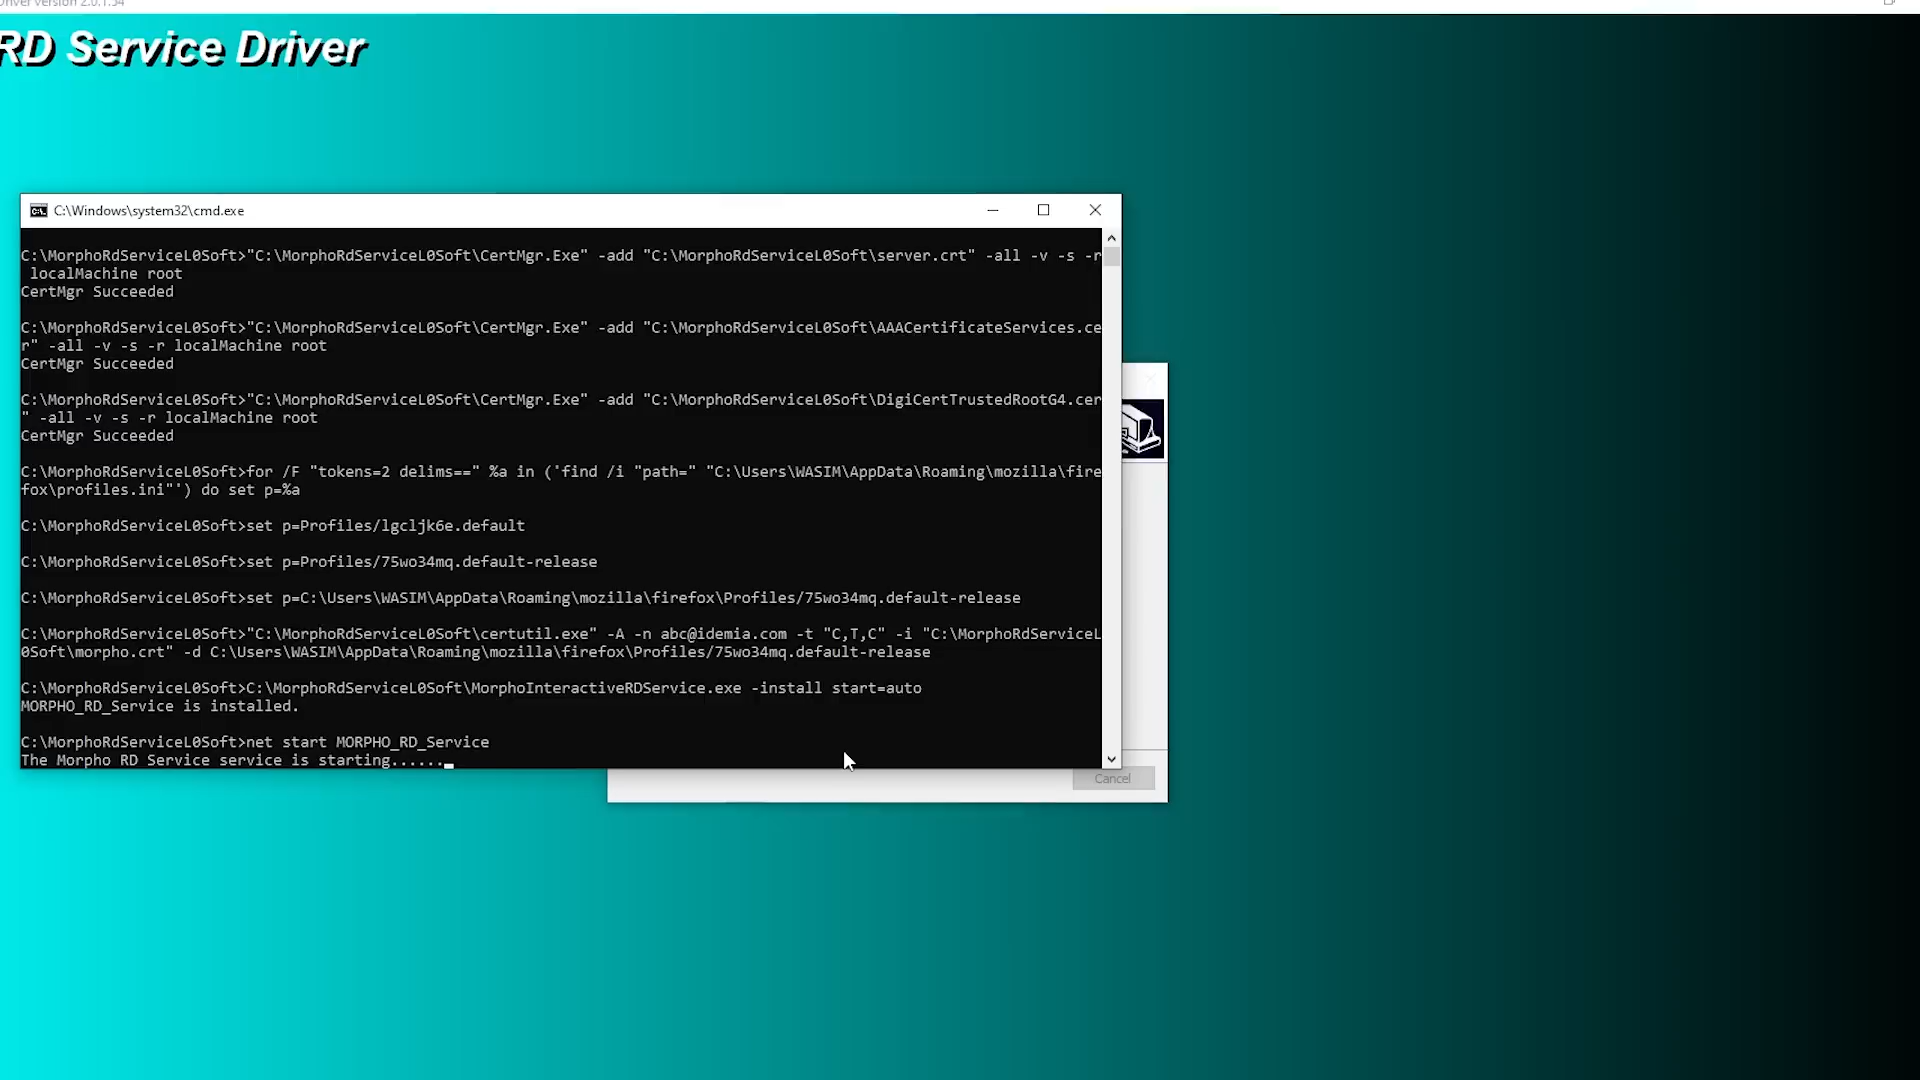 Driver version 2.0.1.54
RD Service Driver
C:\Windows\system32\cmd.exe
C:\MorphoRdServiceL0Soft>"C:\MorphoRdServiceL0Soft\CertMgr.Exe" -add "C:\MorphoRdServiceL0Soft\server.crt" -all -v -s -r
 localMachine root
CertMgr Succeeded
C:\MorphoRdServiceL0Soft>"C:\MorphoRdServiceL0Soft\CertMgr.Exe" -add "C:\MorphoRdServiceL0Soft\AAACertificateServices.ce
r" -all -v -s -r localMachine root
CertMgr Succeeded
C:\MorphoRdServiceL0Soft>"C:\MorphoRdServiceL0Soft\CertMgr.Exe" -add "C:\MorphoRdServiceL0Soft\DigiCertTrustedRootG4.cer
" -all -v -s -r localMachine root
CertMgr Succeeded
C:\MorphoRdServiceL0Soft>for /F "tokens=2 delims==" %a in ('find /i "path=" "C:\Users\WASIM\AppData\Roaming\mozilla\fire
fox\profiles.ini"') do set p=%a
C:\MorphoRdServiceL0Soft>set p=Profiles/lgcljk6e.default
C:\MorphoRdServiceL0Soft>set p=Profiles/75wo34mq.default-release
C:\MorphoRdServiceL0Soft>set p=C:\Users\WASIM\AppData\Roaming\mozilla\firefox\Profiles/75wo34mq.default-release
C:\MorphoRdServiceL0Soft>"C:\MorphoRdServiceL0Soft\certutil.exe" -A -n abc@idemia.com -t "C,T,C" -i "C:\MorphoRdServiceL
0Soft\morpho.crt" -d C:\Users\WASIM\AppData\Roaming\mozilla\firefox\Profiles/75wo34mq.default-release
C:\MorphoRdServiceL0Soft>C:\MorphoRdServiceL0Soft\MorphoInteractiveRDService.exe -install start=auto
MORPHO_RD_Service is installed.
C:\MorphoRdServiceL0Soft>net start MORPHO_RD_Service
The Morpho RD Service service is starting......
Cancel